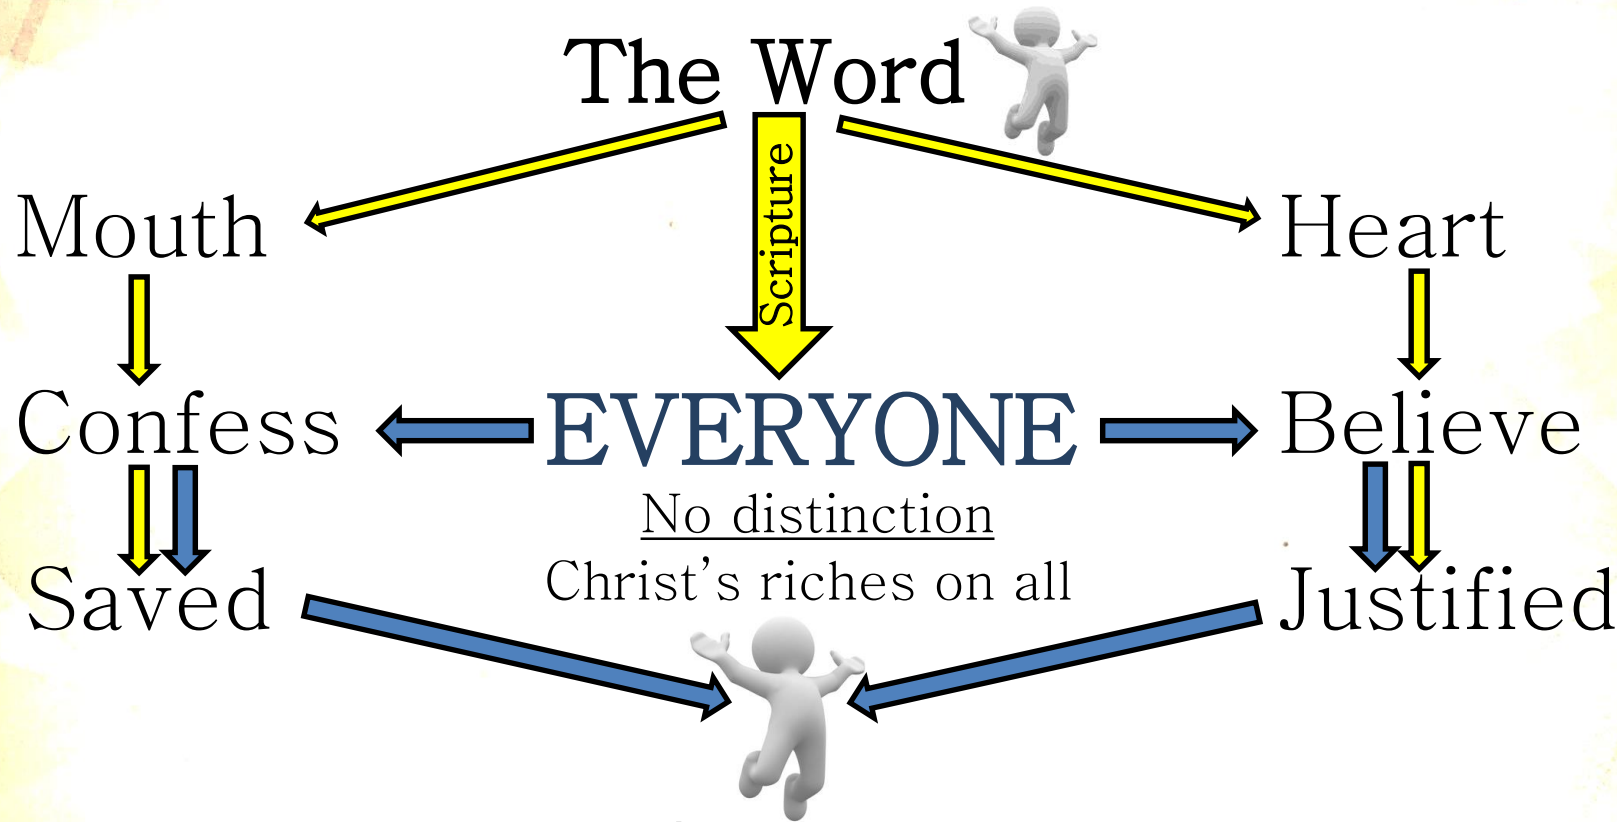 The Word
Scripture
Mouth
Heart
Confess
EVERYONE
Believe
No distinction
Christ's riches on all
Saved
Justified